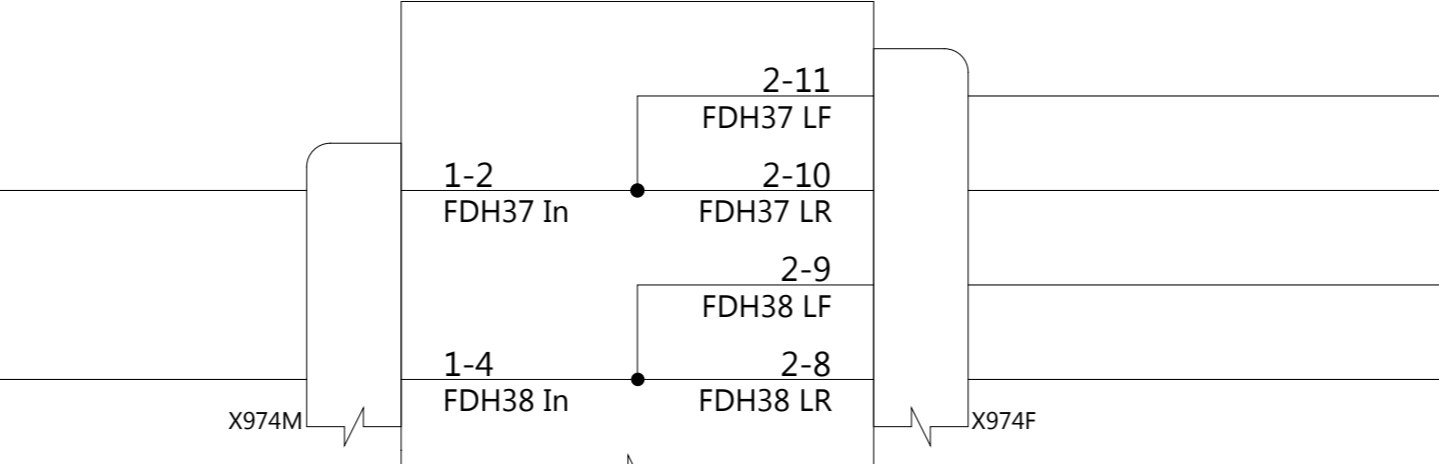 2-11
FDH37 LF
1-2
2-10
FDH37 In
FDH37 LR
2-9
FDH38 LF
1-4
2-8
FDH38 In
FDH38 LR
X974M
X974F